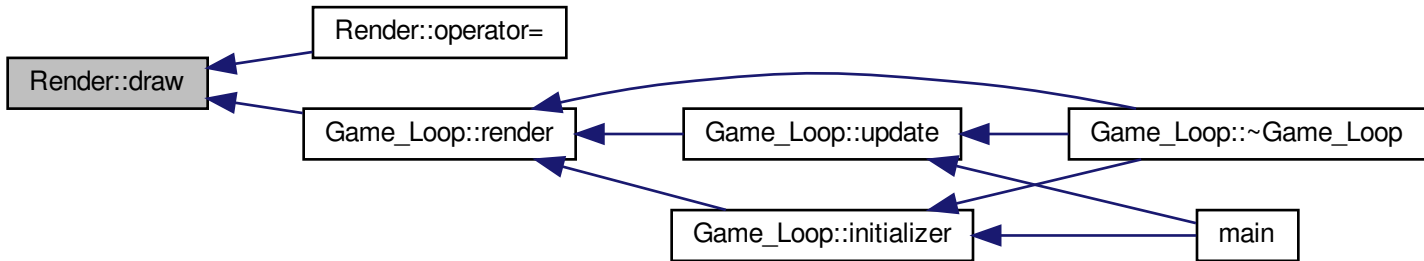 Render::operator=
Render::draw
Game_Loop::render
Game_Loop::update
Game_Loop::~Game_Loop
Game_Loop::initializer
main